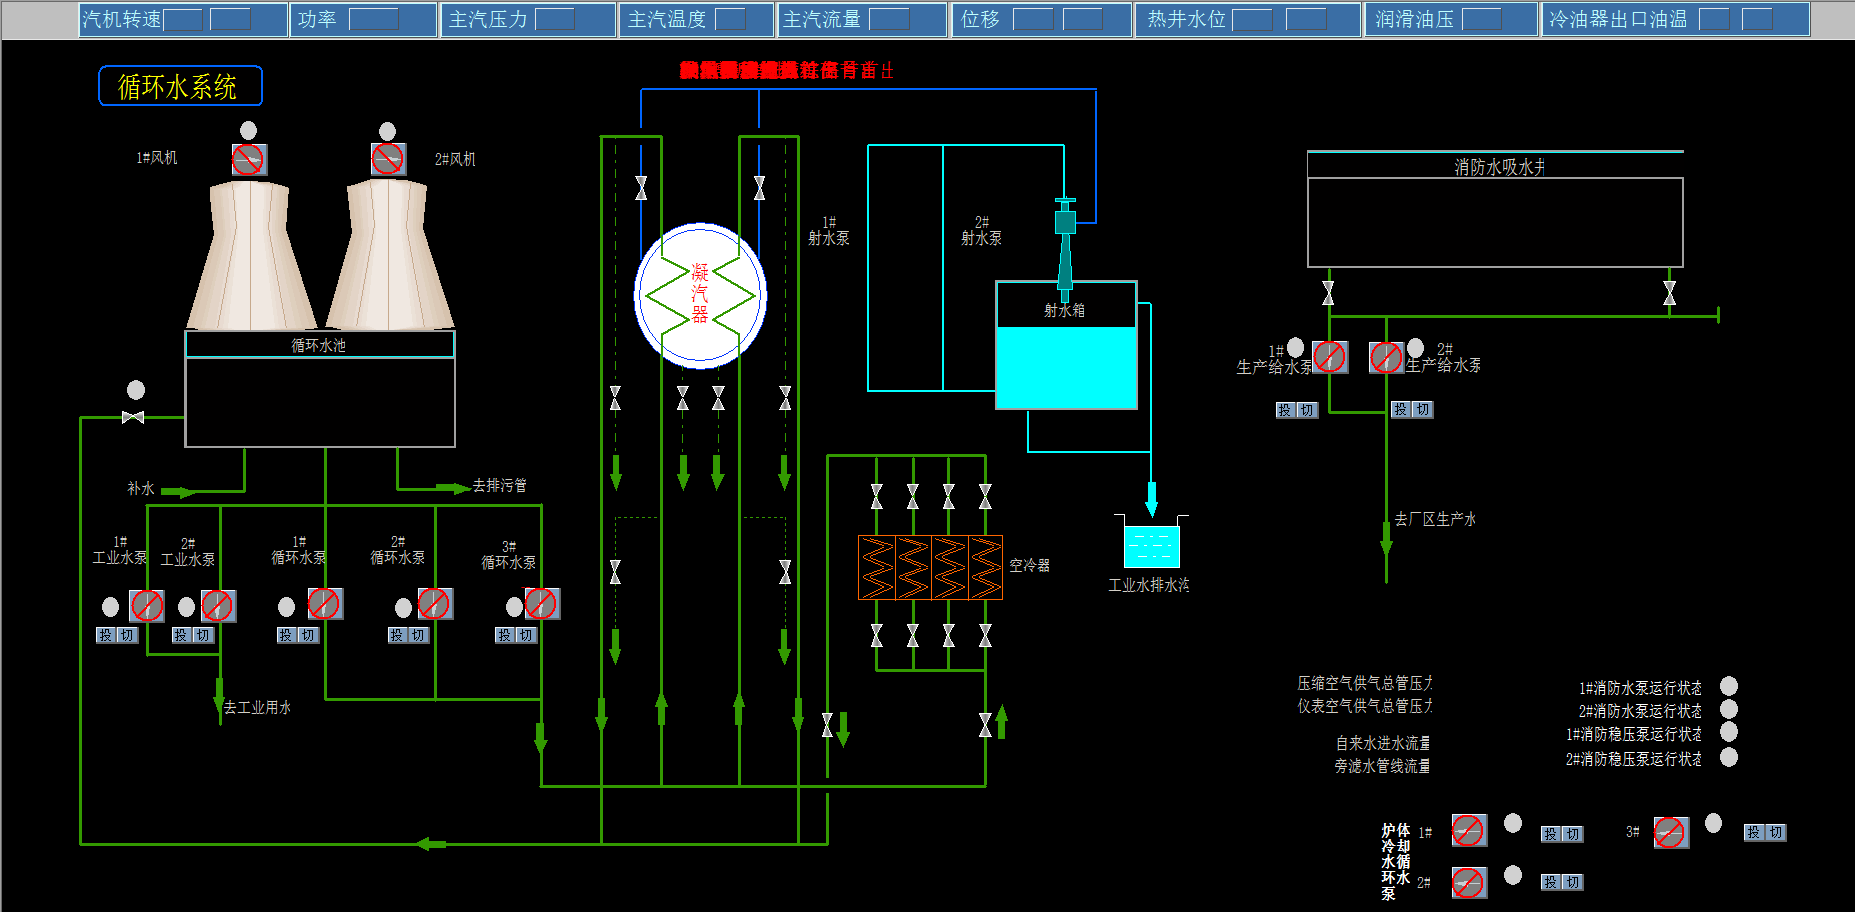 汽机转速 功率 主汽压力 主汽温度 主汽流量 位移 热井水位 润滑油压 冷油器出口油温
循环水系统
1#风机
2#风机
循环水池
补水
去排污管
1#
工业水泵
2#
工业水泵
1#
循环水泵
2#
循环水泵
3#
循环水泵
投 切
投 切
投 切
投 切
投 切
去工业用水
凝
汽
器
1#
射水泵
2#
射水泵
射水箱
空冷器
工业水排水沟
消防水吸水井
1#
生产给水泵
2#
生产给水泵
投 切
投 切
去厂区生产水
压缩空气供气总管压力
仪表空气供气总管压力
自来水进水流量
旁滤水管线流量
1#消防水泵运行状态
2#消防水泵运行状态
1#消防稳压泵运行状态
2#消防稳压泵运行状态
炉体
冷却
水循
环水
泵
1#
投 切
3#
投 切
2#
投 切